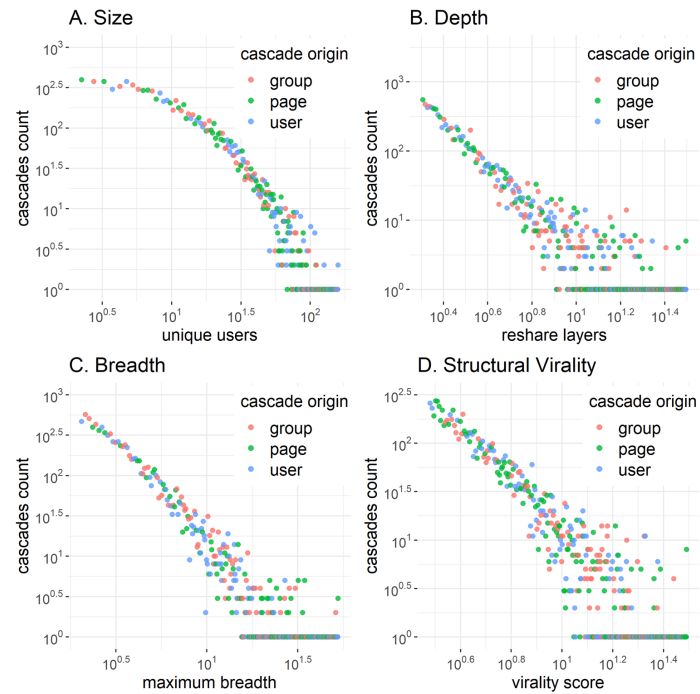 A. Size
cascades count
10^3
10^2.5
10^2
10^1.5
10^1
10^0.5
10^0
cascade origin
group
page
user
10^0.5 10^1 10^1.5 10^2
unique users
B. Depth
cascades count
10^3
10^2
10^1
10^0
cascade origin
group
page
user
10^0.4 10^0.6 10^0.8 10^1 10^1.2 10^1.4
reshare layers
C. Breadth
cascades count
10^3
10^2.5
10^2
10^1.5
10^1
10^0.5
10^0
cascade origin
group
page
user
10^0.5 10^1 10^1.5
maximum breadth
D. Structural Virality
cascades count
10^2.5
10^2
10^1.5
10^1
10^0.5
10^0
cascade origin
group
page
user
10^0.6 10^0.8 10^1 10^1.2 10^1.4
virality score